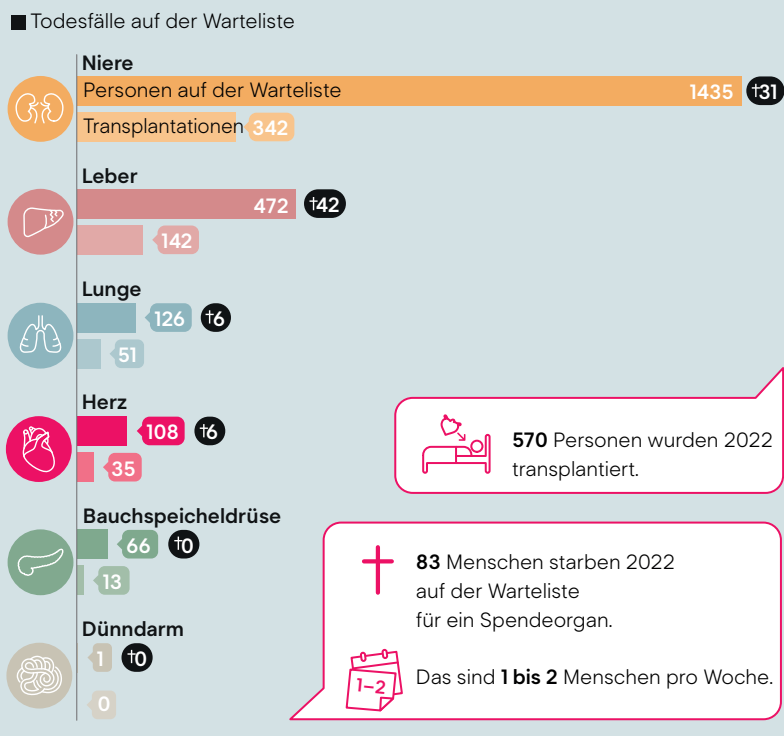 Todesfälle auf der Warteliste
Niere
Personen auf der Warteliste 1435 †31
Transplantationen 342
Leber
472 †42
142
Lunge
126 †6
51
Herz
108 †6
35
570 Personen wurden 2022
transplantiert.
Bauchspeicheldrüse
66 †0
13
83 Menschen starben 2022
auf der Warteliste
für ein Spendeorgan.
Dünndarm
1 †0
0
1–2
Das sind 1 bis 2 Menschen pro Woche.